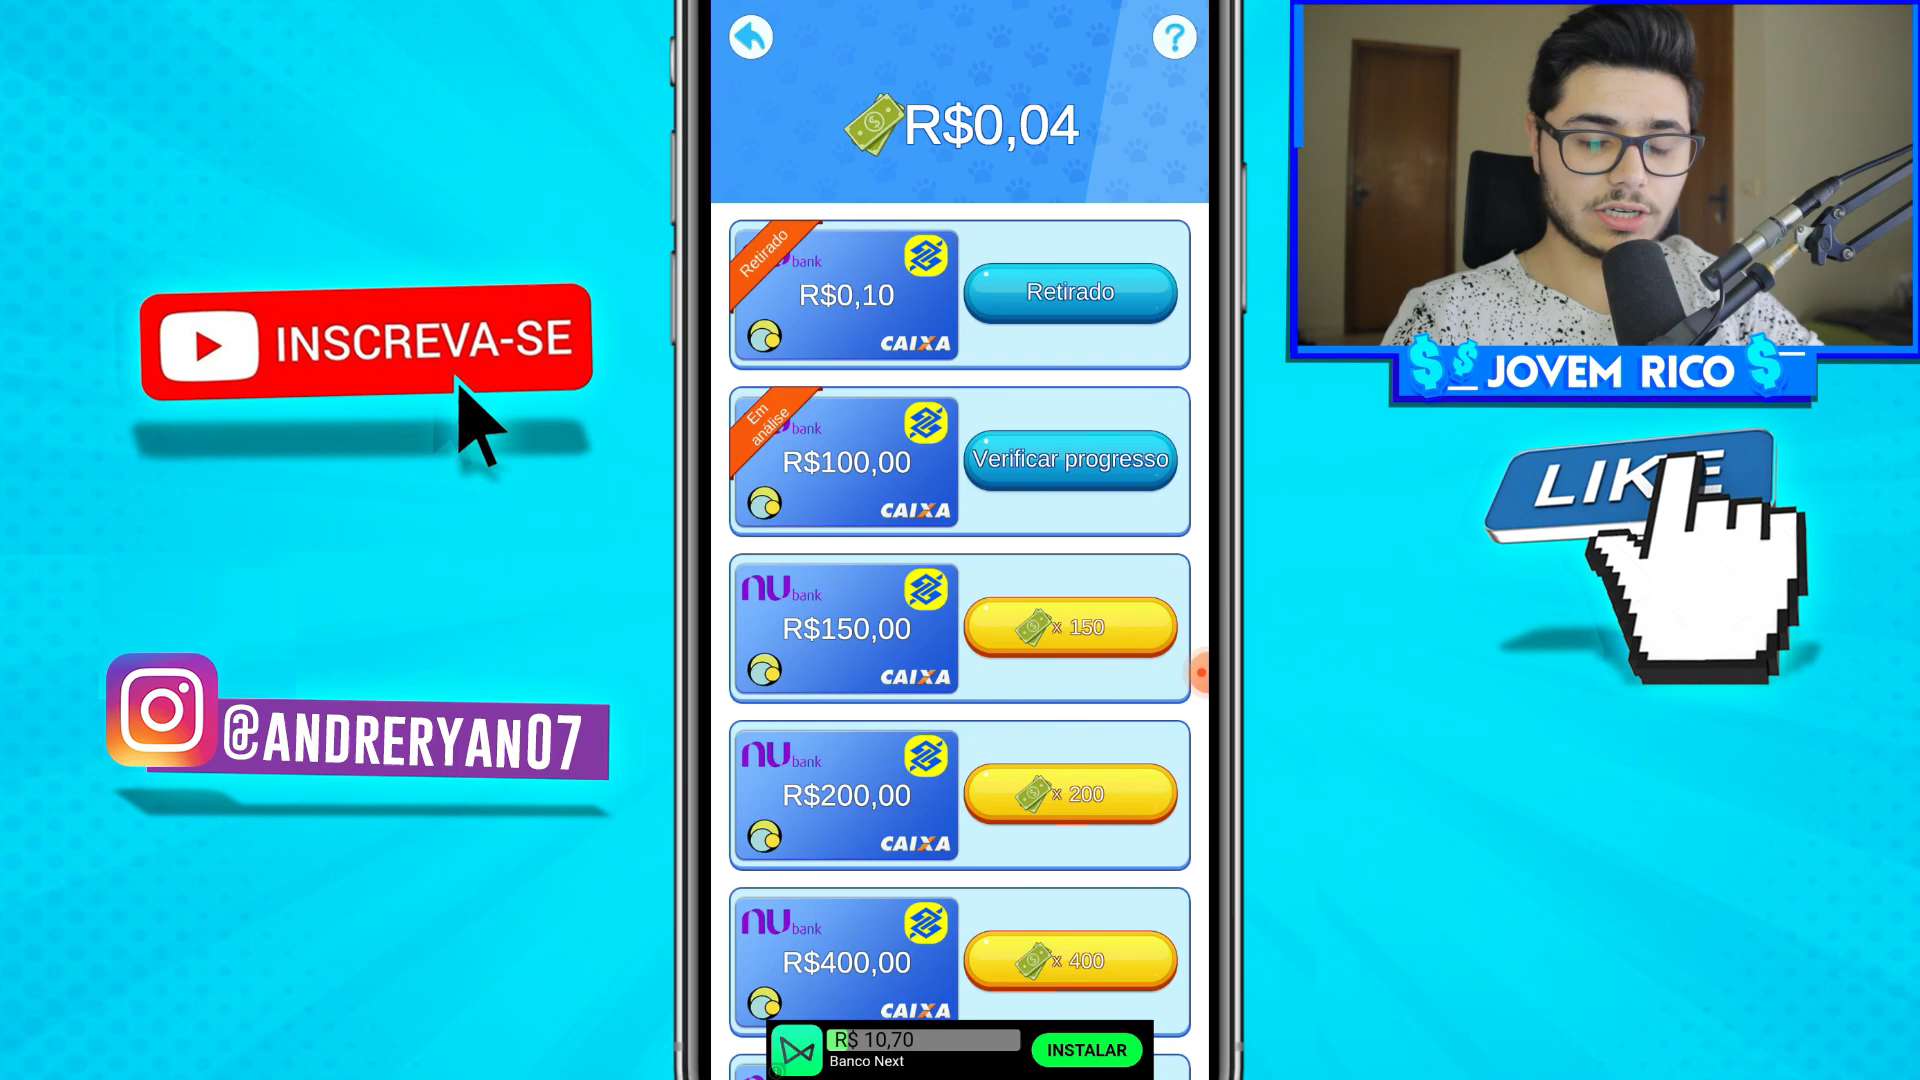 R$0,04
Retirado
bank
R$0,10
CAIXA
Retirado
Em
análise
bank
R$100,00
CAIXA
Verificar progresso
nu bank
R$150,00
CAIXA
x 150
nu bank
R$200,00
CAIXA
x 200
nu bank
R$400,00
CAIXA
x 400
R$ 10,70
Banco Next
INSTALAR
INSCREVA-SE
@ANDRERYAN07
$ $ JOVEM RICO $
LIKE
?